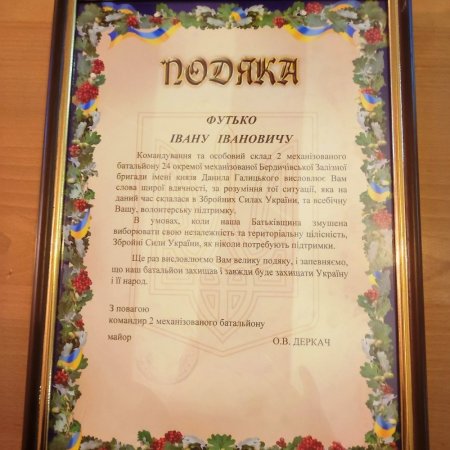 ПОДЯКА
ФУТЬКО
ІВАНУ ІВАНОВИЧУ
Командування та особовий склад 2 механізованого
батальйону 24 окремої механізованої Бердичівської Залізної
бригади імені князя Данила Галицького висловлює Вам
слова щирої вдячності, за розуміння тої ситуації, яка на
даний час склалася в Збройних Силах України, та всебічну
Вашу, волонтерську підтримку.
В умовах, коли наша Батьківщина змушена
виборювати свою незалежність та територіальну цілісність,
Збройні Сили України, як ніколи потребують підтримки.
Ще раз висловлюємо Вам велику подяку, і запевняємо,
що наш батальйон захищав і завжди буде захищати Україну
і її народ.
З повагою
командир 2 механізованого батальйону
майор О.В. ДЕРКАЧ